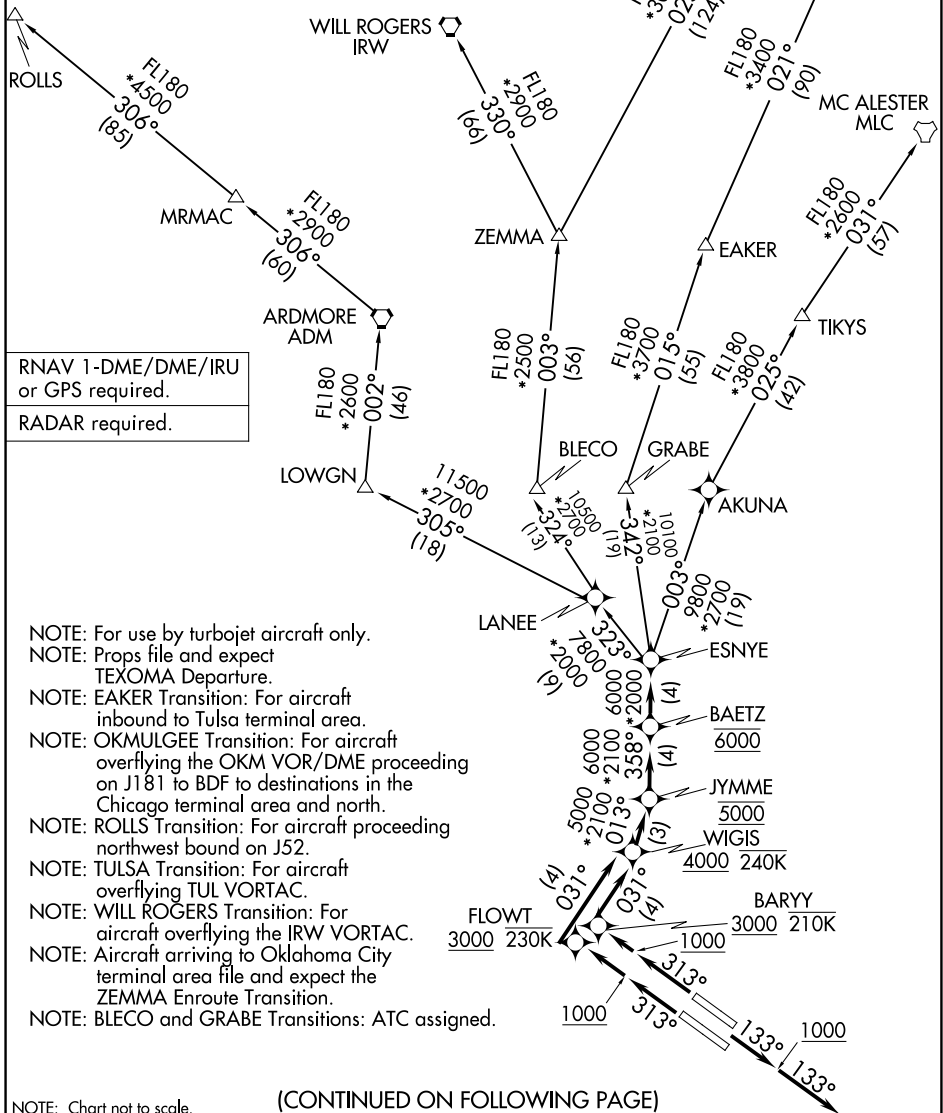 WILL ROGERS
IRW
ROLLS
FL180
*4500
306°
(85)
FL180
*2900
330°
(66)
(124)
FL180
*3400
021°
(90)
MC ALESTER
MLC
MRMAC
FL180
*2900
306°
(60)
ZEMMA
EAKER
FL180
*2600
031°
(57)
ARDMORE
ADM
TIKYS
RNAV 1-DME/DME/IRU
or GPS required.
RADAR required.
FL180
*2600
002°
(46)
FL180
*2500
003°
(56)
FL180
*3700
015°
(55)
FL180
*3800
025°
(42)
LOWGN
BLECO
GRABE
AKUNA
11500
*2700
305°
(18)
10500
*2700
324°
(13)
10100
*2100
342°
(19)
003°
9800
*2700
(19)
LANEE
323°
7800
*2000
(9)
ESNYE
6000
*2000
(4)
BAETZ
6000
6000
*2100
358°
(4)
JYMME
5000
5000
*2100
013°
(3)
WIGIS
4000 240K
(4)
031°
031°
(4)
BARYY
3000 210K
FLOWT
3000 230K
1000
313°
1000
313°
133°
1000
133°
NOTE: For use by turbojet aircraft only.
NOTE: Props file and expect
TEXOMA Departure.
NOTE: EAKER Transition: For aircraft
inbound to Tulsa terminal area.
NOTE: OKMULGEE Transition: For aircraft
overflying the OKM VOR/DME proceeding
on J181 to BDF to destinations in the
Chicago terminal area and north.
NOTE: ROLLS Transition: For aircraft proceeding
northwest bound on J52.
NOTE: TULSA Transition: For aircraft
overflying TUL VORTAC.
NOTE: WILL ROGERS Transition: For
aircraft overflying the IRW VORTAC.
NOTE: Aircraft arriving to Oklahoma City
terminal area file and expect the
ZEMMA Enroute Transition.
NOTE: BLECO and GRABE Transitions: ATC assigned.
NOTE: Chart not to scale.
(CONTINUED ON FOLLOWING PAGE)